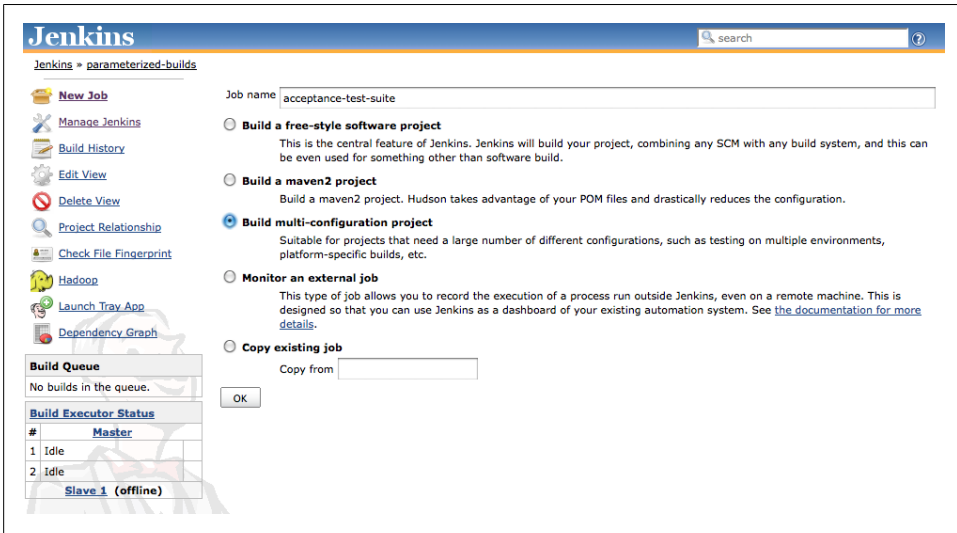 Jenkins
search
Jenkins » parameterized-builds
New Job
Manage Jenkins
Build History
Edit View
Delete View
Project Relationship
Check File Fingerprint
Hadoop
Launch Tray App
Dependency Graph
Build Queue
No builds in the queue.
Build Executor Status
# Master
1 Idle
2 Idle
Slave 1 (offline)
Job name acceptance-test-suite
Build a free-style software project
This is the central feature of Jenkins. Jenkins will build your project, combining any SCM with any build system, and this can
be even used for something other than software build.
Build a maven2 project
Build a maven2 project. Hudson takes advantage of your POM files and drastically reduces the configuration.
Build multi-configuration project
Suitable for projects that need a large number of different configurations, such as testing on multiple environments,
platform-specific builds, etc.
Monitor an external job
This type of job allows you to record the execution of a process run outside Jenkins, even on a remote machine. This is
designed so that you can use Jenkins as a dashboard of your existing automation system. See the documentation for more
details.
Copy existing job
Copy from
OK